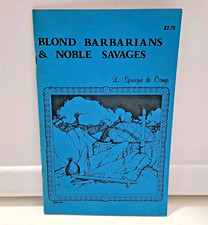 $2.75
BLOND BARBARIANS
& NOBLE SAVAGES
L. Sprague de Camp